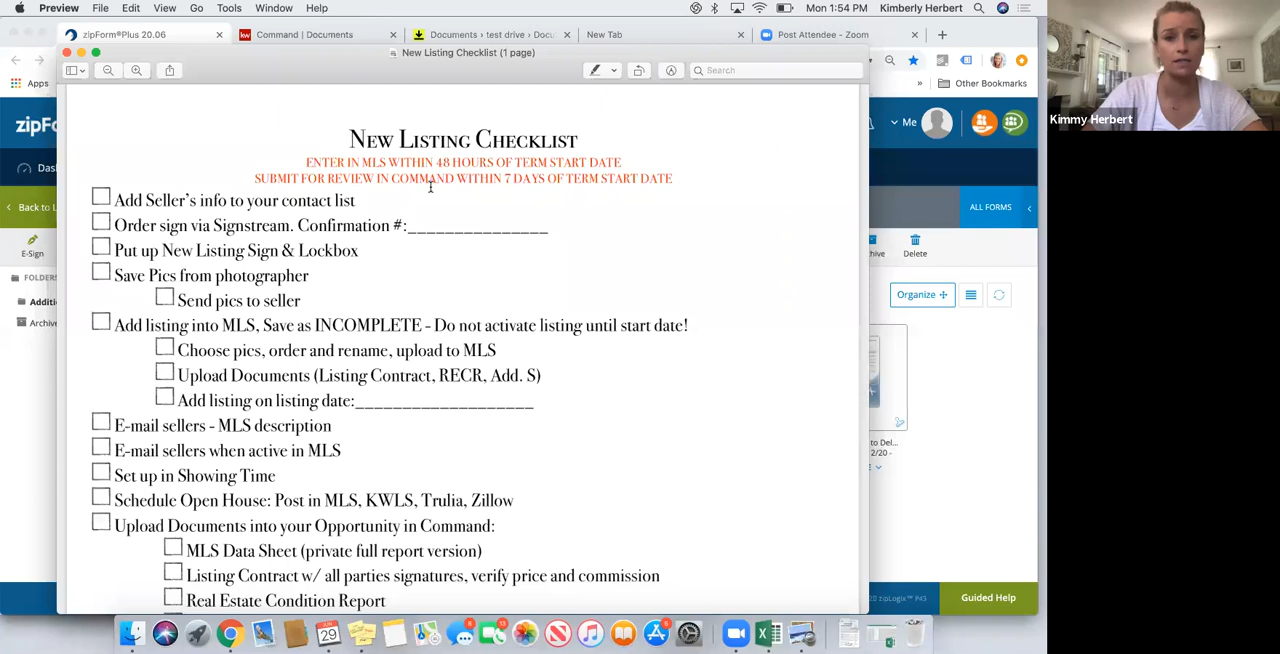 Preview File Edit View Go Tools Window Help Mon 1:54 PM Kimberly Herbert
zipForm®Plus 20.06 Command | Documents Documents › test drive › Docu New Tab Post Attendee - Zoom
New Listing Checklist (1 page)
Search
Apps Other Bookmarks
zipFo Me
Das
Back to L ALL FORMS
E-Sign Delete
FOLDERS
Additi
Archive
Organize
Guided Help
New Listing Checklist
ENTER IN MLS WITHIN 48 HOURS OF TERM START DATE
SUBMIT FOR REVIEW IN COMMAND WITHIN 7 DAYS OF TERM START DATE
Add Seller's info to your contact list
Order sign via Signstream. Confirmation #:_______________
Put up New Listing Sign & Lockbox
Save Pics from photographer
Send pics to seller
Add listing into MLS, Save as INCOMPLETE - Do not activate listing until start date!
Choose pics, order and rename, upload to MLS
Upload Documents (Listing Contract, RECR, Add. S)
Add listing on listing date:___________________
E-mail sellers - MLS description
E-mail sellers when active in MLS
Set up in Showing Time
Schedule Open House: Post in MLS, KWLS, Trulia, Zillow
Upload Documents into your Opportunity in Command:
MLS Data Sheet (private full report version)
Listing Contract w/ all parties signatures, verify price and commission
Real Estate Condition Report
Kimmy Herbert